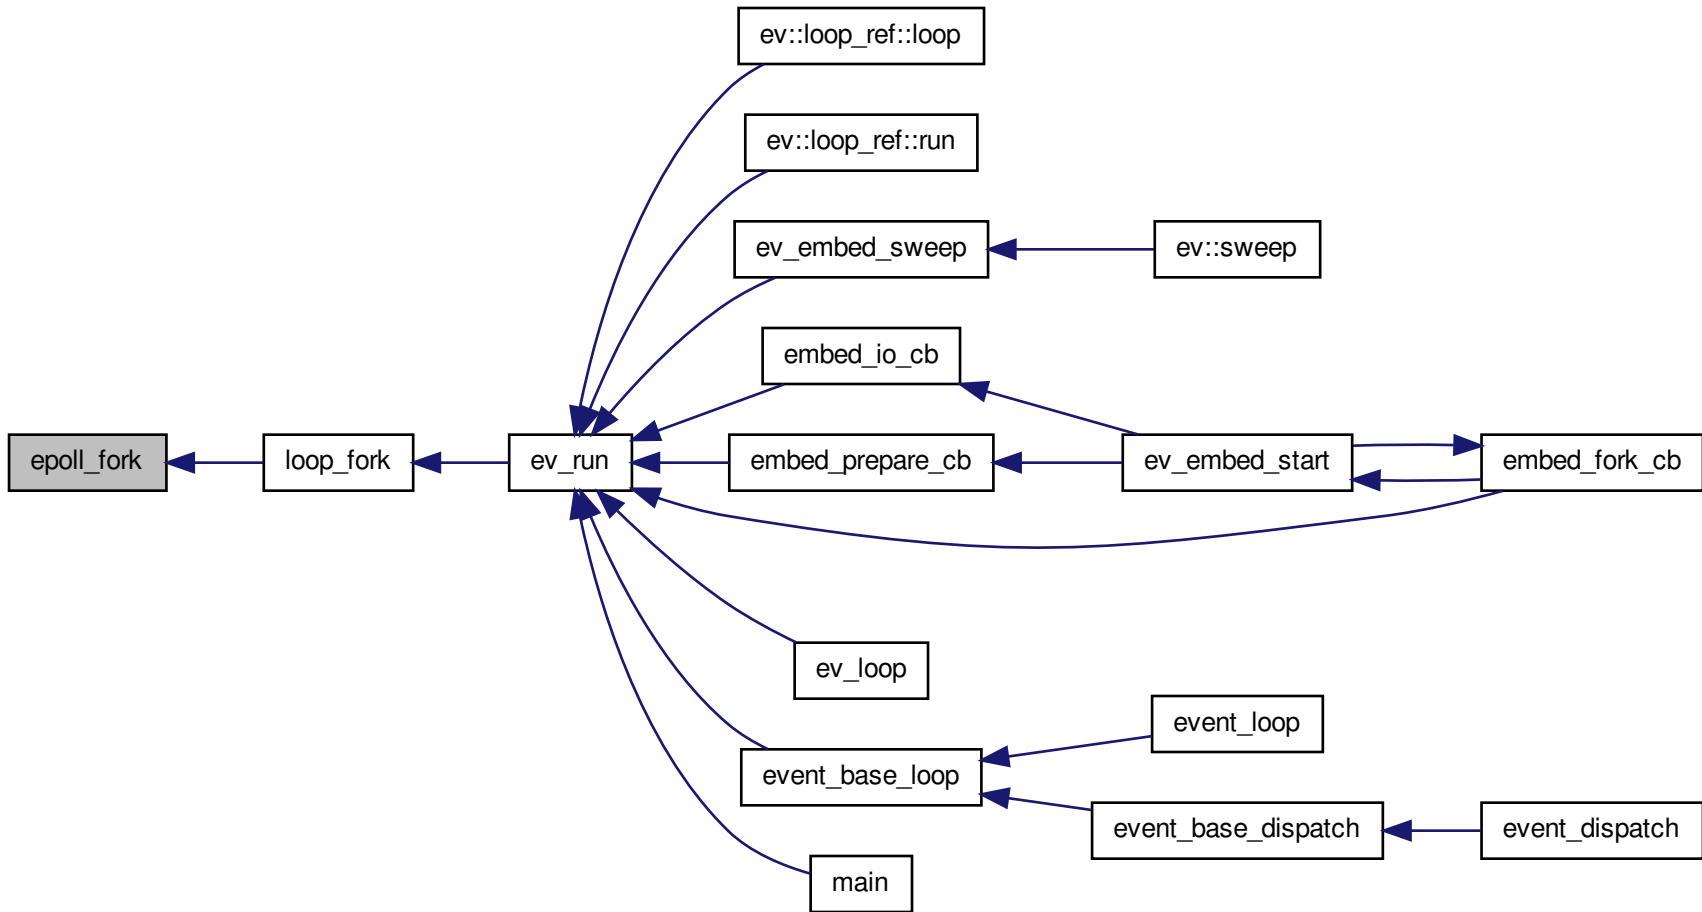 ev::loop_ref::loop
ev::loop_ref::run
ev_embed_sweep
ev::sweep
embed_io_cb
epoll_fork
loop_fork
ev_run
embed_prepare_cb
ev_embed_start
embed_fork_cb
ev_loop
event_loop
event_base_loop
event_base_dispatch
event_dispatch
main